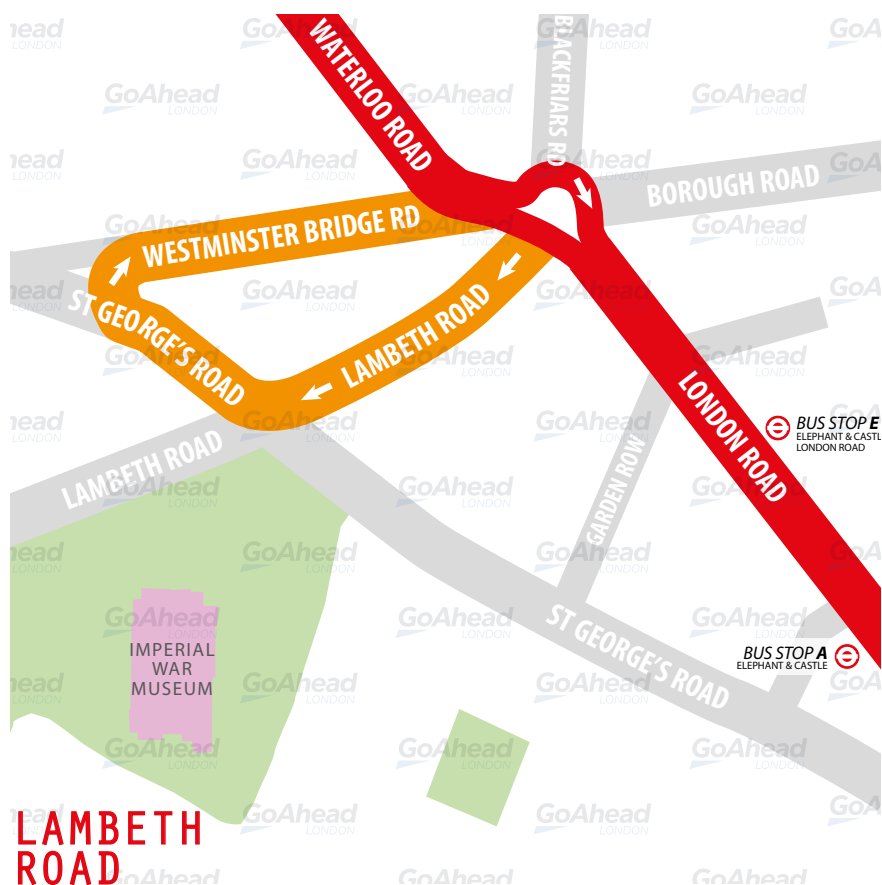 WATERLOO ROAD
BLACKFRIARS RD
BOROUGH ROAD
WESTMINSTER BRIDGE RD
ST GEORGE'S ROAD
LAMBETH ROAD
LONDON ROAD
BUS STOP E
ELEPHANT & CASTL
LONDON ROAD
LAMBETH ROAD
GARDEN ROW
ST GEORGE'S ROAD
BUS STOP A
ELEPHANT & CASTLE
IMPERIAL
WAR
MUSEUM
LAMBETH
ROAD
GoAhead
LONDON